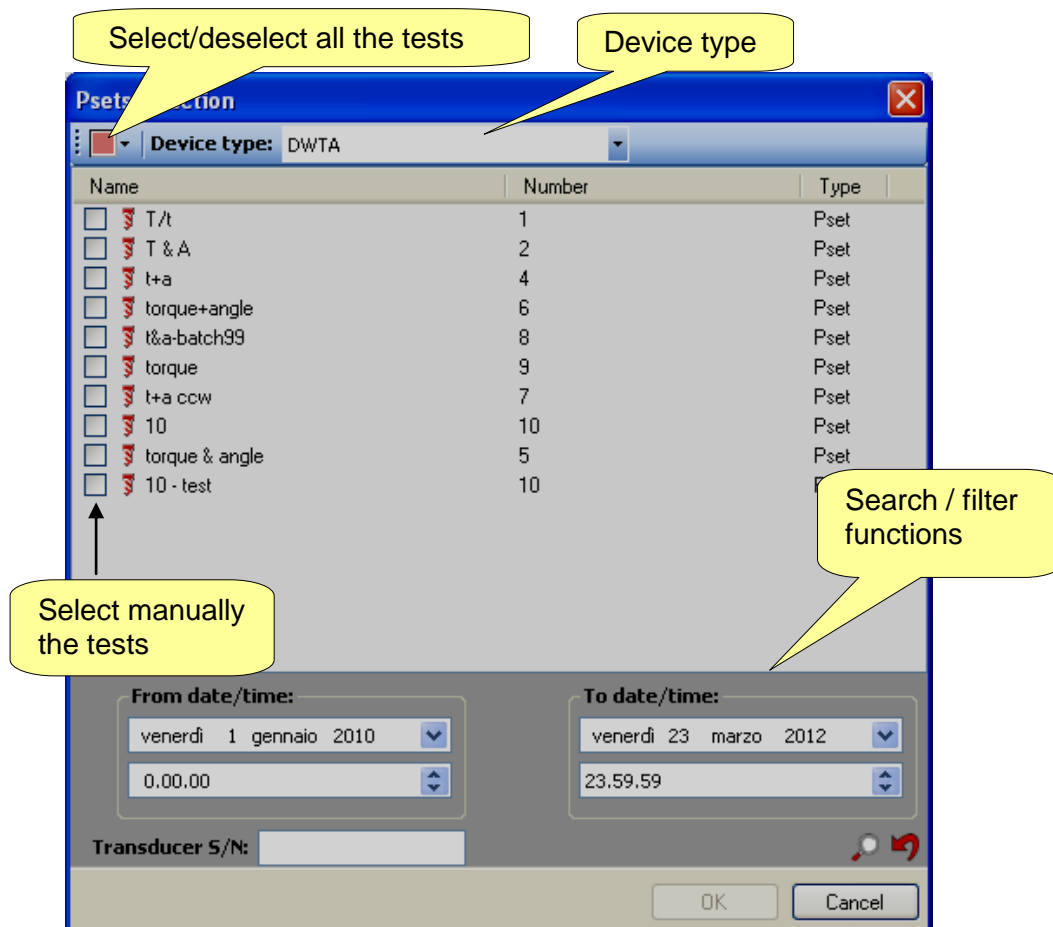 Select/deselect all the tests
Device type
Psets ction
Device type: DWTA
Name Number Type
T/t 1 Pset
T & A 2 Pset
t+a 4 Pset
torque+angle 6 Pset
t&a-batch99 8 Pset
torque 9 Pset
t+a ccw 7 Pset
10 10 Pset
torque & angle 5 Pset
10 - test 10
Search / filter
functions
Select manually
the tests
From date/time: To date/time:
venerdì 1 gennaio 2010 venerdì 23 marzo 2012
0.00.00 23.59.59
Transducer S/N:
OK Cancel